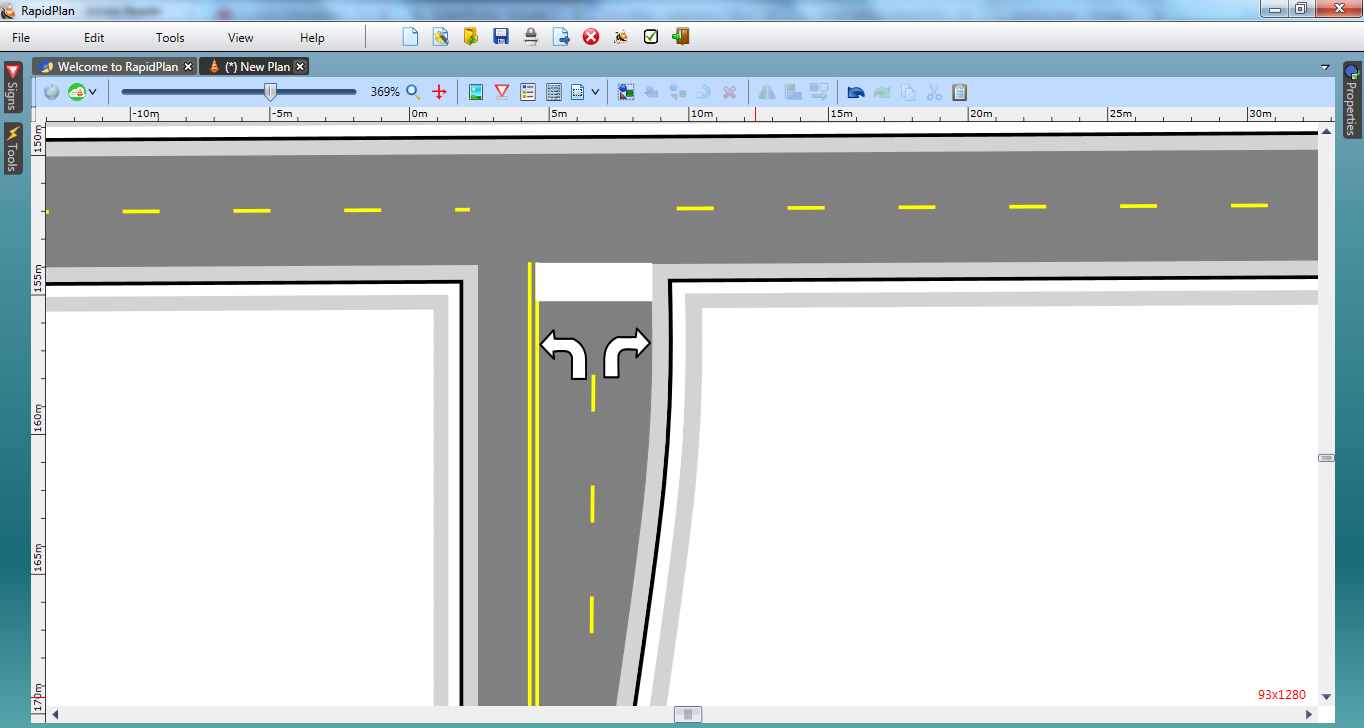 RapidPlan
File Edit Tools View Help
Welcome to RapidPlan (*) New Plan
369%
-10m -5m 0m 5m 10m 15m 20m 25m 30m
Signs
Tools
Properties
150m
155m
160m
165m
170m
93x1280